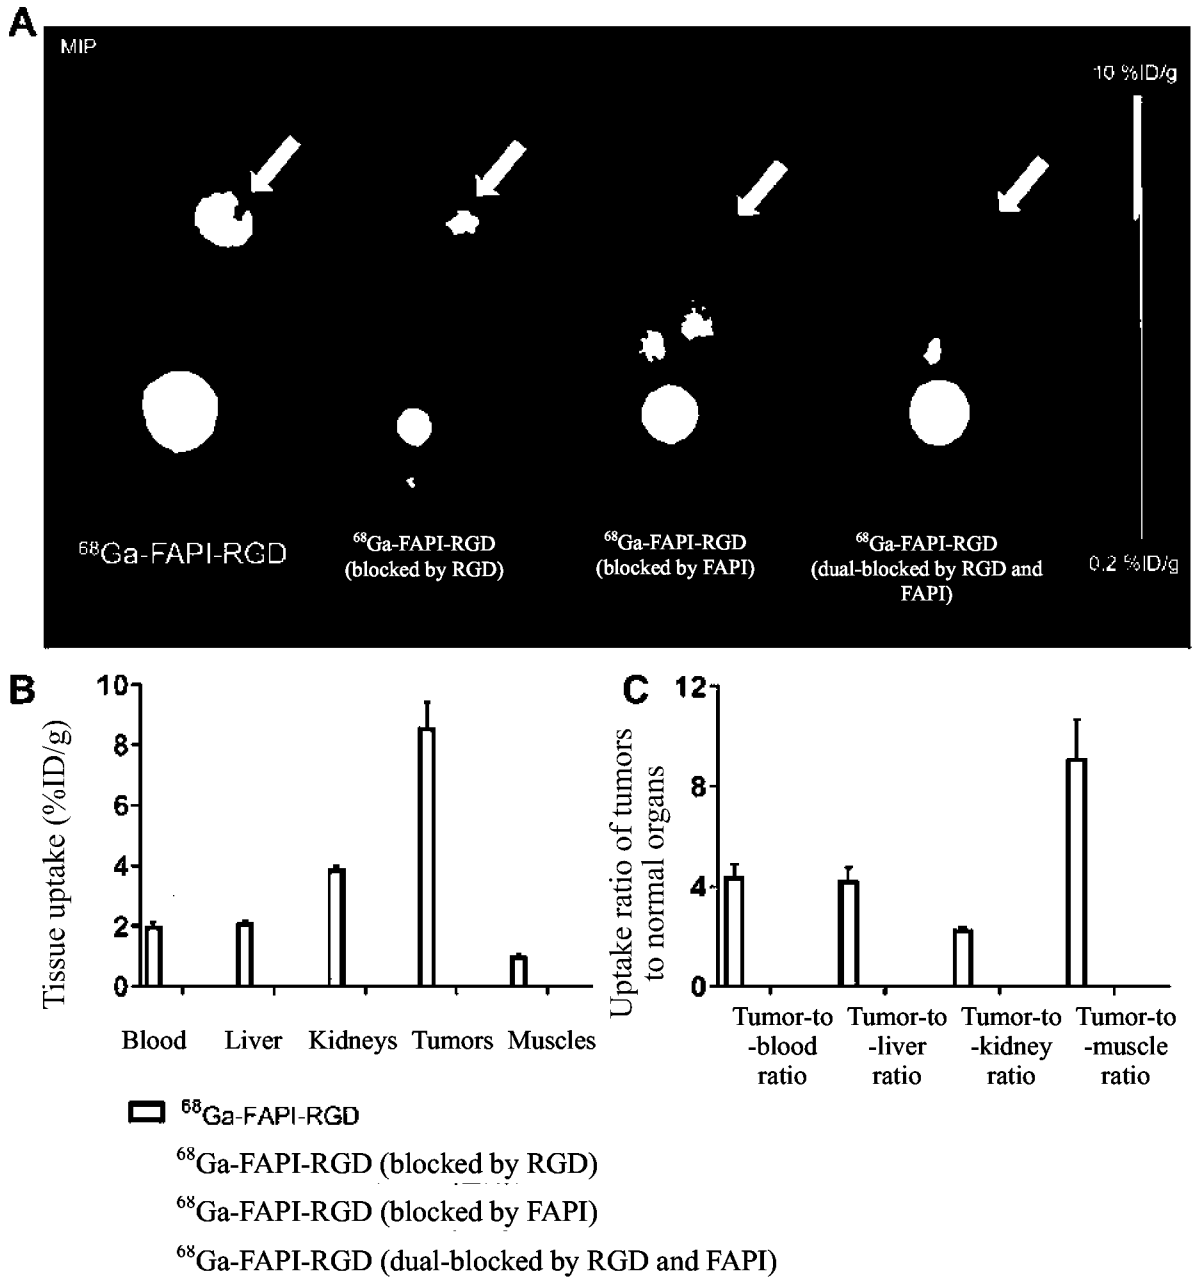 A
MIP
10 %ID/g
⁶⁸Ga-FAPI-RGD
⁶⁸Ga-FAPI-RGD
(blocked by RGD)
⁶⁸Ga-FAPI-RGD
(blocked by FAPI)
⁶⁸Ga-FAPI-RGD
(dual-blocked by RGD and
FAPI)
0.2 %ID/g
B
Tissue uptake (%ID/g)
10
8
6
4
2
0
Blood
Liver
Kidneys
Tumors
Muscles
C
Uptake ratio of tumors
to normal organs
12
8
4
0
Tumor-to
-blood
ratio
Tumor-to
-liver
ratio
Tumor-to
-kidney
ratio
Tumor-to
-muscle
ratio
⁶⁸Ga-FAPI-RGD
⁶⁸Ga-FAPI-RGD (blocked by RGD)
⁶⁸Ga-FAPI-RGD (blocked by FAPI)
⁶⁸Ga-FAPI-RGD (dual-blocked by RGD and FAPI)